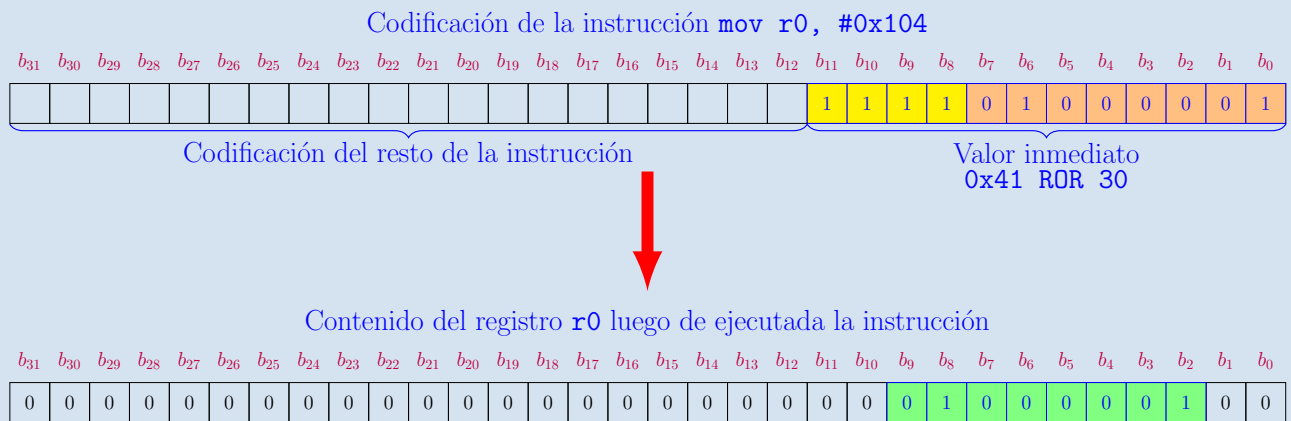 Codificación de la instrucción mov r0, #0x104
b31 b30 b29 b28 b27 b26 b25 b24 b23 b22 b21 b20 b19 b18 b17 b16 b15 b14 b13 b12 b11 b10 b9 b8 b7 b6 b5 b4 b3 b2 b1 b0
1 1 1 1 0 1 0 0 0 0 0 1
Codificación del resto de la instrucción
Valor inmediato
0x41 ROR 30
Contenido del registro r0 luego de ejecutada la instrucción
b31 b30 b29 b28 b27 b26 b25 b24 b23 b22 b21 b20 b19 b18 b17 b16 b15 b14 b13 b12 b11 b10 b9 b8 b7 b6 b5 b4 b3 b2 b1 b0
0 0 0 0 0 0 0 0 0 0 0 0 0 0 0 0 0 0 0 0 0 0 0 1 0 0 0 0 0 1 0 0